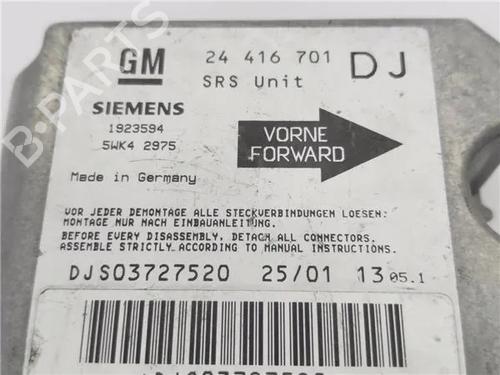 GM 24 416 701 DJ
SRS Unit
SIEMENS
1923594
5WK4 2975
VORNE
FORWARD
Made in Germany
VOR JEDER DEMONTAGE ALLE STECKVERBINDUNGEN LOESEN:
MONTAGE NUR NACH EINBAUANLEITUNG.
BEFORE EVERY DISASSEMBLY, DETACH ALL CONNECTORS.
ASSEMBLE STRICTLY ACCORDING TO MANUAL INSTRUCTIONS.
DJS03727520 25/01 13 05.1
B-PARTS